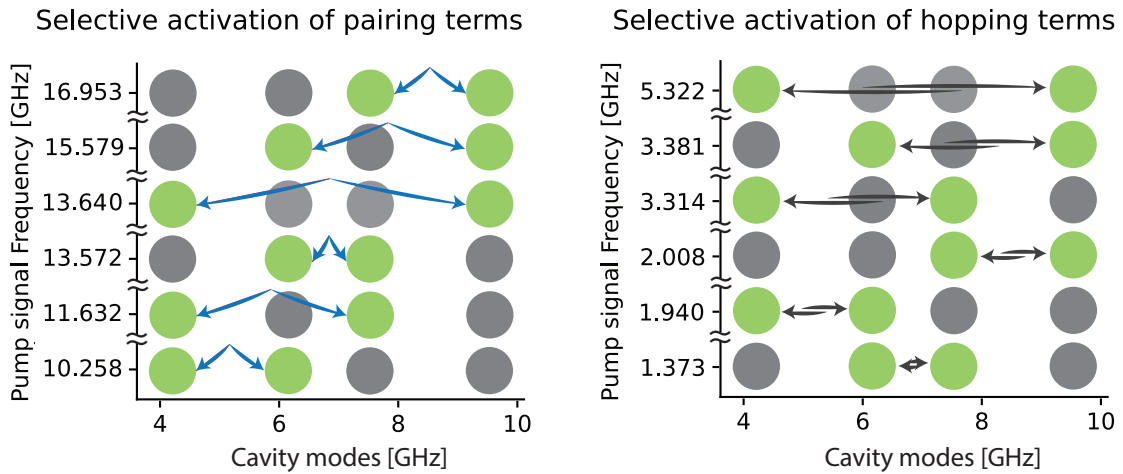 Selective activation of pairing terms
Pump signal Frequency [GHz]
16.953
15.579
13.640
13.572
11.632
10.258
4 6 8 10
Cavity modes [GHz]
Selective activation of hopping terms
Pump signal Frequency [GHz]
5.322
3.381
3.314
2.008
1.940
1.373
4 6 8 10
Cavity modes [GHz]